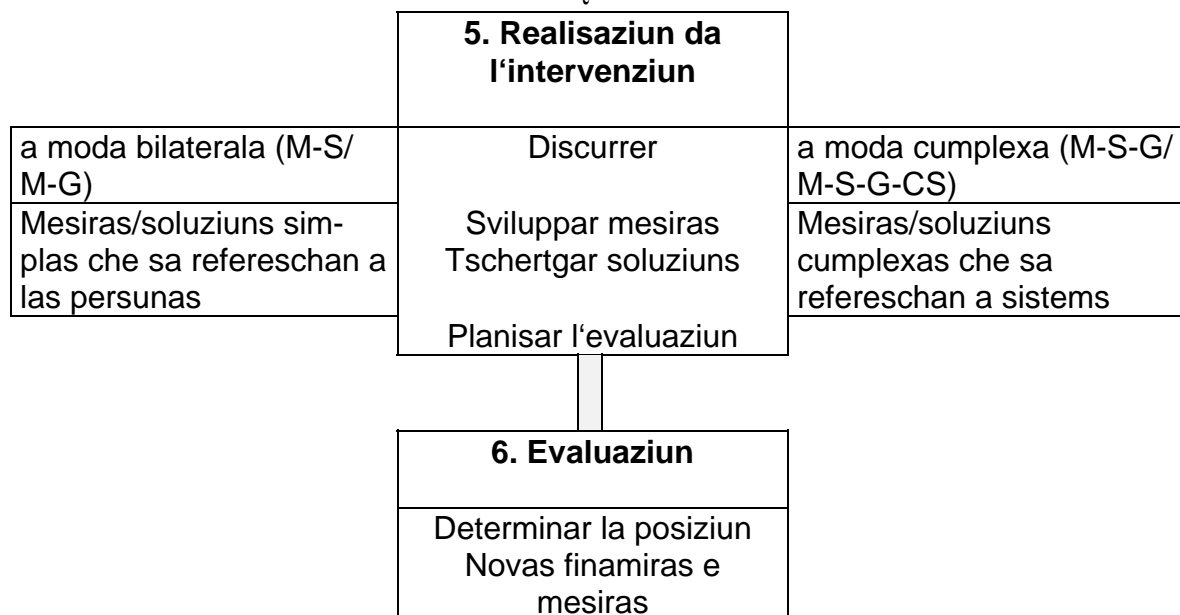 5. Realisaziun da
l‘intervenziun
a moda bilaterala (M-S/
M-G)
Discurrer
a moda cumplexa (M-S-G/
M-S-G-CS)
Mesiras/soluziuns sim-
plas che sa refereschan a
las persunas
Sviluppar mesiras
Tschertgar soluziuns
Planisar l‘evaluaziun
Mesiras/soluziuns
cumplexas che sa
refereschan a sistems
6. Evaluaziun
Determinar la posiziun
Novas finamiras e
mesiras